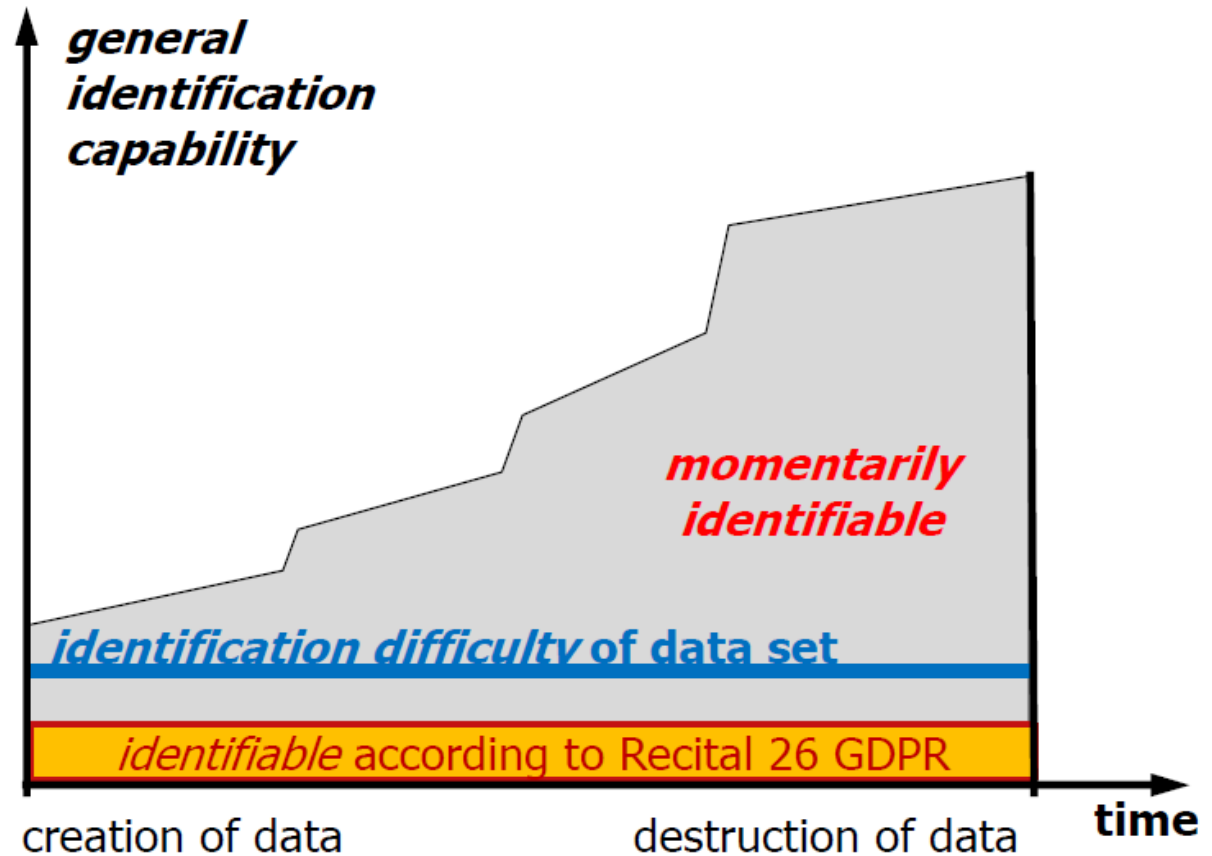 general
identification
capability
momentarily
identifiable
identification difficulty of data set
identifiable according to Recital 26 GDPR
time
creation of data
destruction of data